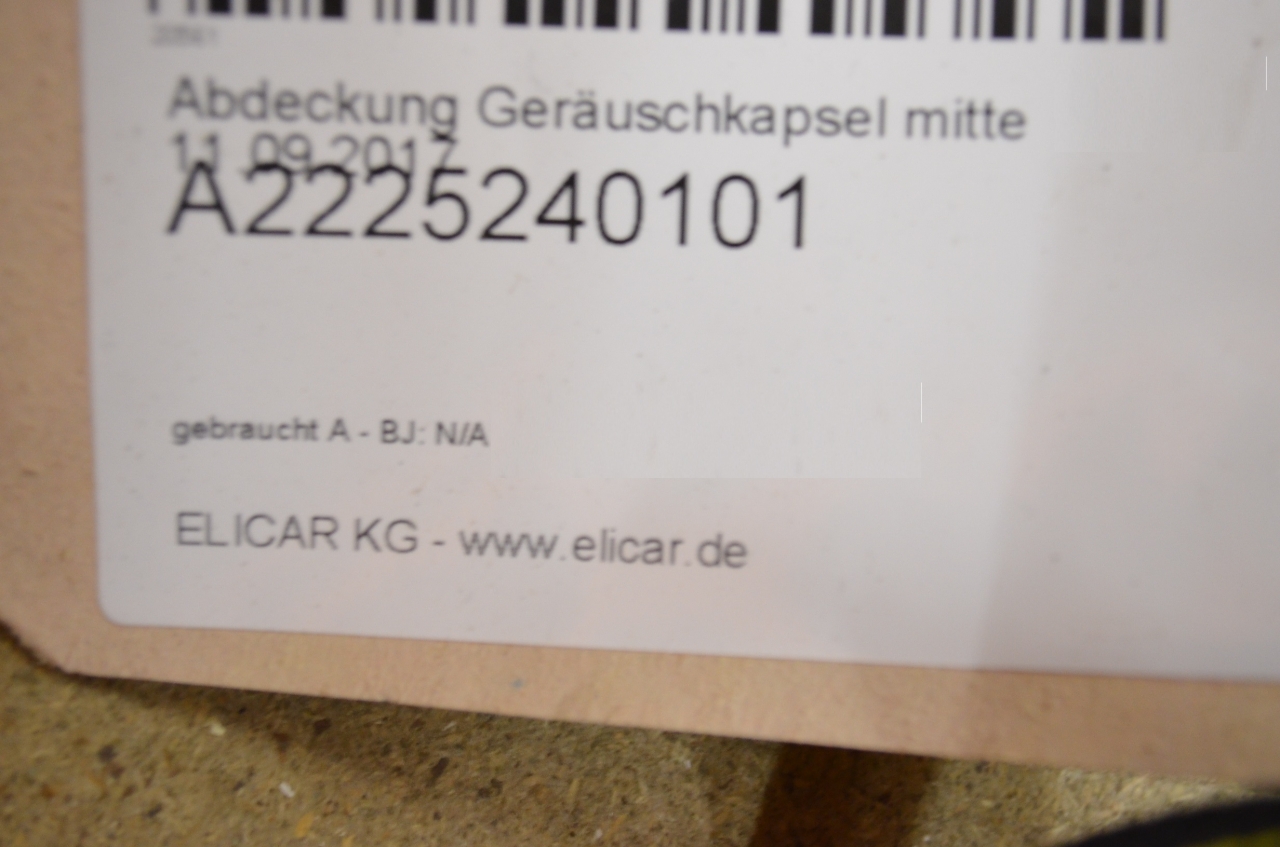 Abdeckung Geräuschkapsel mitte
11.09.2017
A2225240101
gebraucht A - BJ: N/A
ELICAR KG - www.elicar.de